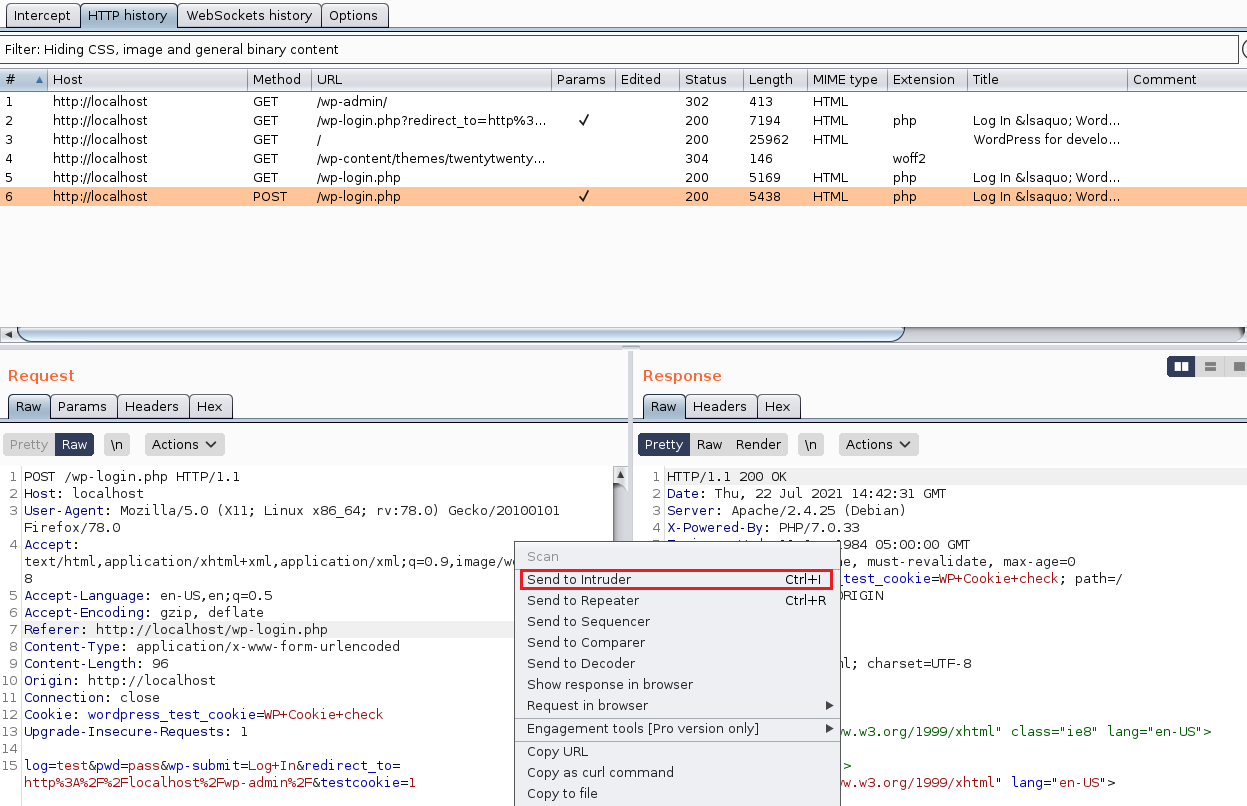 Intercept HTTP history WebSockets history Options
Filter: Hiding CSS, image and general binary content
# Host Method URL Params Edited Status Length MIME type Extension Title Comment
1 http://localhost GET /wp-admin/ 302 413 HTML
2 http://localhost GET /wp-login.php?redirect_to=http%3... ✓ 200 7194 HTML php Log In &lsaquo; Word...
3 http://localhost GET / 200 25962 HTML WordPress for develo...
4 http://localhost GET /wp-content/themes/twentytwenty... 304 146 woff2
5 http://localhost GET /wp-login.php 200 5169 HTML php Log In &lsaquo; Word...
6 http://localhost POST /wp-login.php ✓ 200 5438 HTML php Log In &lsaquo; Word...
Request
Raw Params Headers Hex
Pretty Raw \n Actions
1 POST /wp-login.php HTTP/1.1
2 Host: localhost
3 User-Agent: Mozilla/5.0 (X11; Linux x86_64; rv:78.0) Gecko/20100101
Firefox/78.0
4 Accept:
text/html,application/xhtml+xml,application/xml;q=0.9,image/w
8
5 Accept-Language: en-US,en;q=0.5
6 Accept-Encoding: gzip, deflate
7 Referer: http://localhost/wp-login.php
8 Content-Type: application/x-www-form-urlencoded
9 Content-Length: 96
10 Origin: http://localhost
11 Connection: close
12 Cookie: wordpress_test_cookie=WP+Cookie+check
13 Upgrade-Insecure-Requests: 1
14
15 log=test&pwd=pass&wp-submit=Log+In&redirect_to=
http%3A%2F%2Flocalhost%2Fwp-admin%2F&testcookie=1
Scan
Send to Intruder Ctrl+I
Send to Repeater Ctrl+R
Send to Sequencer
Send to Comparer
Send to Decoder
Show response in browser
Request in browser
Engagement tools [Pro version only]
Copy URL
Copy as curl command
Copy to file
Response
Raw Headers Hex
Pretty Raw Render \n Actions
1 HTTP/1.1 200 OK
2 Date: Thu, 22 Jul 2021 14:42:31 GMT
3 Server: Apache/2.4.25 (Debian)
4 X-Powered-By: PHP/7.0.33
1984 05:00:00 GMT
must-revalidate, max-age=0
test_cookie=WP+Cookie+check; path=/
ORIGIN
charset=UTF-8
w.w3.org/1999/xhtml" class="ie8" lang="en-US">
>
w.w3.org/1999/xhtml" lang="en-US">